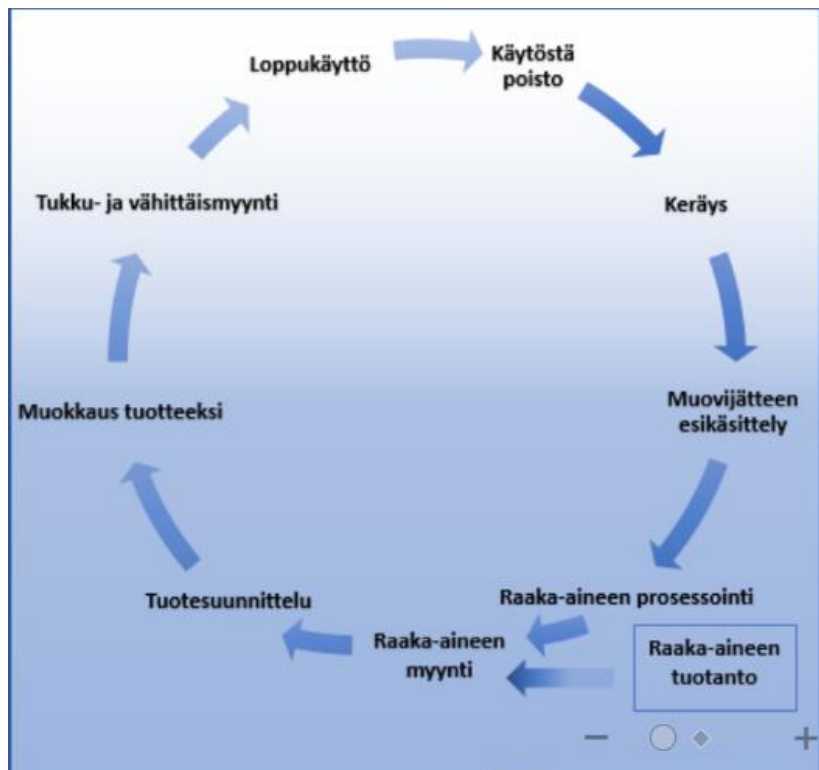 Loppukäyttö
Käytöstä
poisto
Keräys
Muovijätteen
esikäsittely
Raaka-aineen prosessointi
Raaka-aineen
tuotanto
Raaka-aineen
myynti
Tuotesuunnittelu
Muokkaus tuotteeksi
Tukku- ja vähittäismyynti